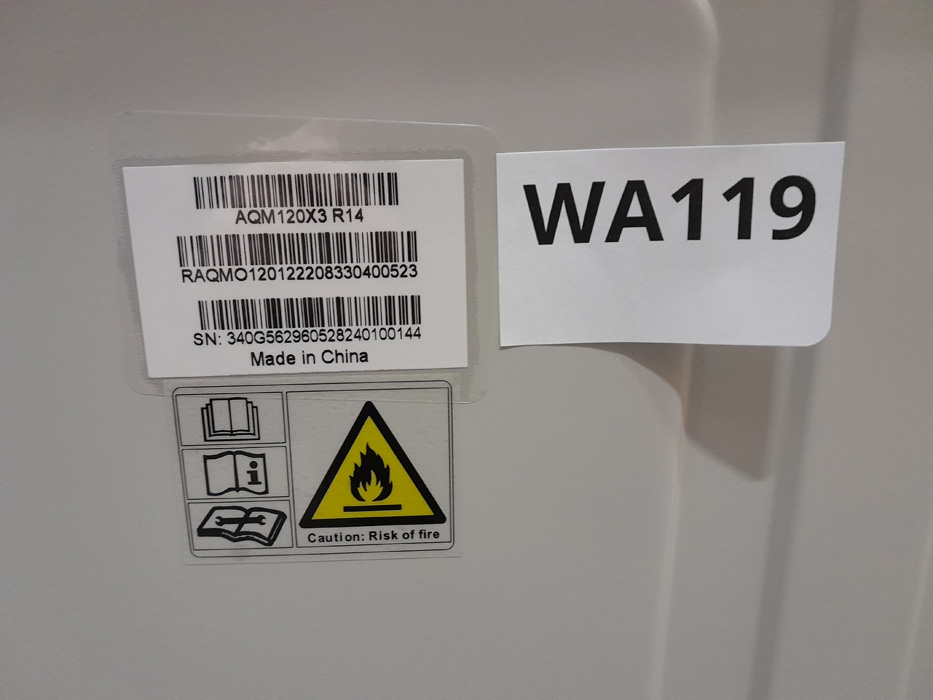 AQM120X3 R14
RAQMO120122208330400523
SN: 340G562960528240100144
Made in China
WA119
i
Caution: Risk of fire